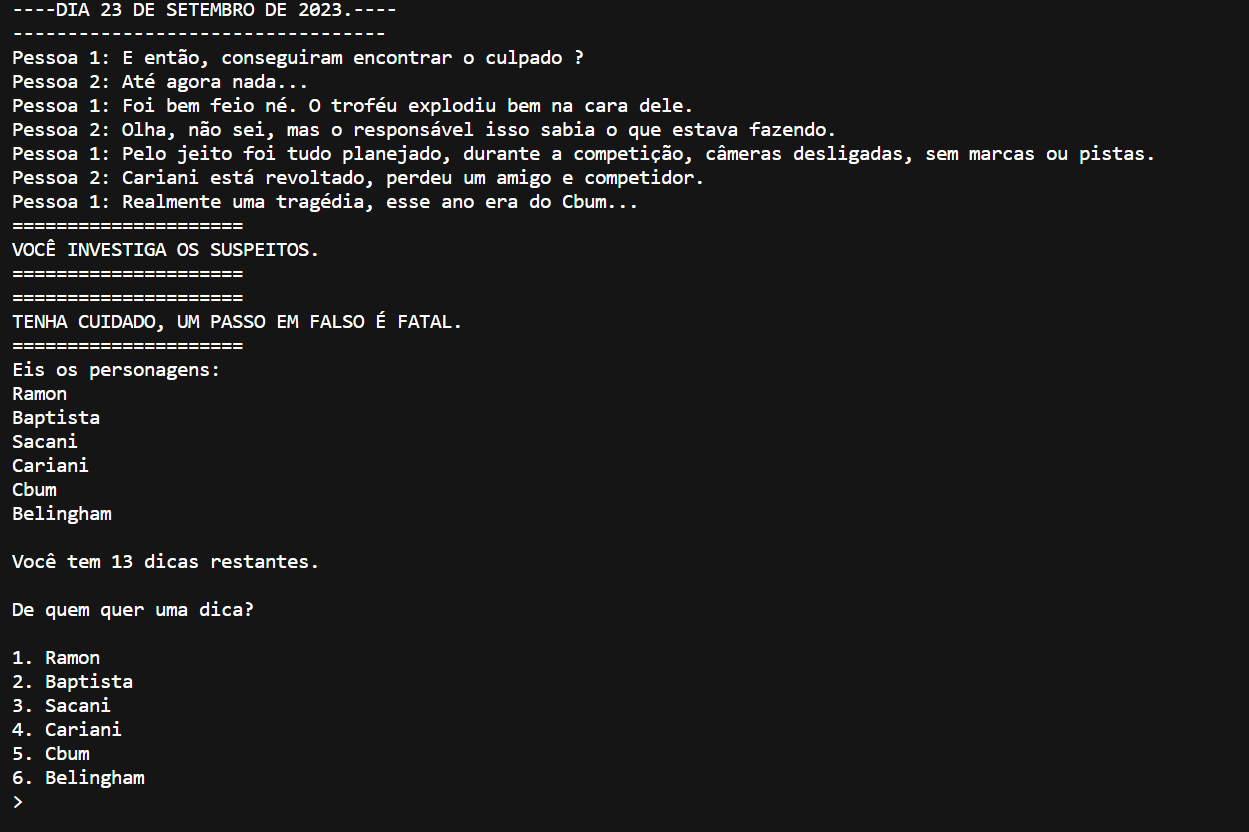 ----DIA 23 DE SETEMBRO DE 2023.----
----------------------------------
Pessoa 1: E então, conseguiram encontrar o culpado ?
Pessoa 2: Até agora nada...
Pessoa 1: Foi bem feio né. O troféu explodiu bem na cara dele.
Pessoa 2: Olha, não sei, mas o responsável isso sabia o que estava fazendo.
Pessoa 1: Pelo jeito foi tudo planejado, durante a competição, câmeras desligadas, sem marcas ou pistas.
Pessoa 2: Cariani está revoltado, perdeu um amigo e competidor.
Pessoa 1: Realmente uma tragédia, esse ano era do Cbum...
=====================
VOCÊ INVESTIGA OS SUSPEITOS.
=====================
=====================
TENHA CUIDADO, UM PASSO EM FALSO É FATAL.
=====================
Eis os personagens:
Ramon
Baptista
Sacani
Cariani
Cbum
Belingham
Você tem 13 dicas restantes.
De quem quer uma dica?
1. Ramon
2. Baptista
3. Sacani
4. Cariani
5. Cbum
6. Belingham
>